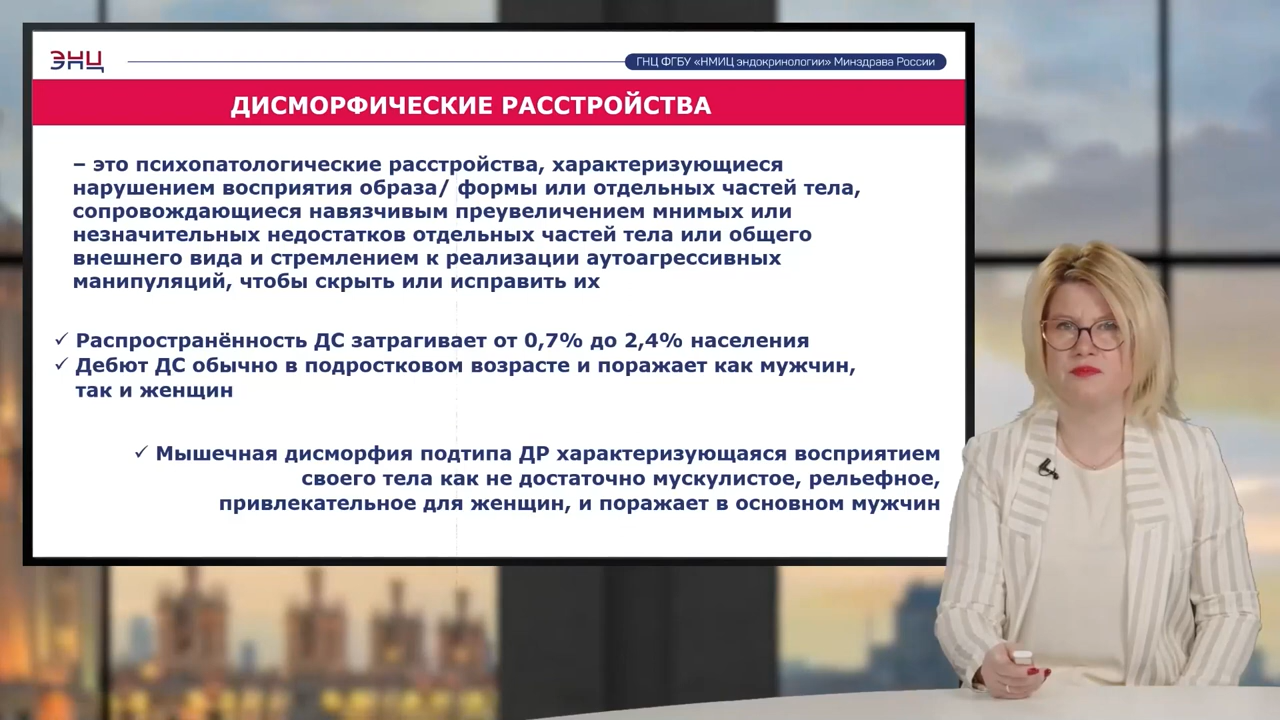 ЭНЦ
ГНЦ ФГБУ «НМИЦ эндокринологии» Минздрава России
ДИСМОРФИЧЕСКИЕ РАССТРОЙСТВА
– это психопатологические расстройства, характеризующиеся
нарушением восприятия образа/ формы или отдельных частей тела,
сопровождающиеся навязчивым преувеличением мнимых или
незначительных недостатков отдельных частей тела или общего
внешнего вида и стремлением к реализации аутоагрессивных
манипуляций, чтобы скрыть или исправить их
✓ Распространённость ДС затрагивает от 0,7% до 2,4% населения
✓ Дебют ДС обычно в подростковом возрасте и поражает как мужчин,
так и женщин
✓ Мышечная дисморфия подтипа ДР характеризующаяся восприятием
своего тела как не достаточно мускулистое, рельефное,
привлекательное для женщин, и поражает в основном мужчин